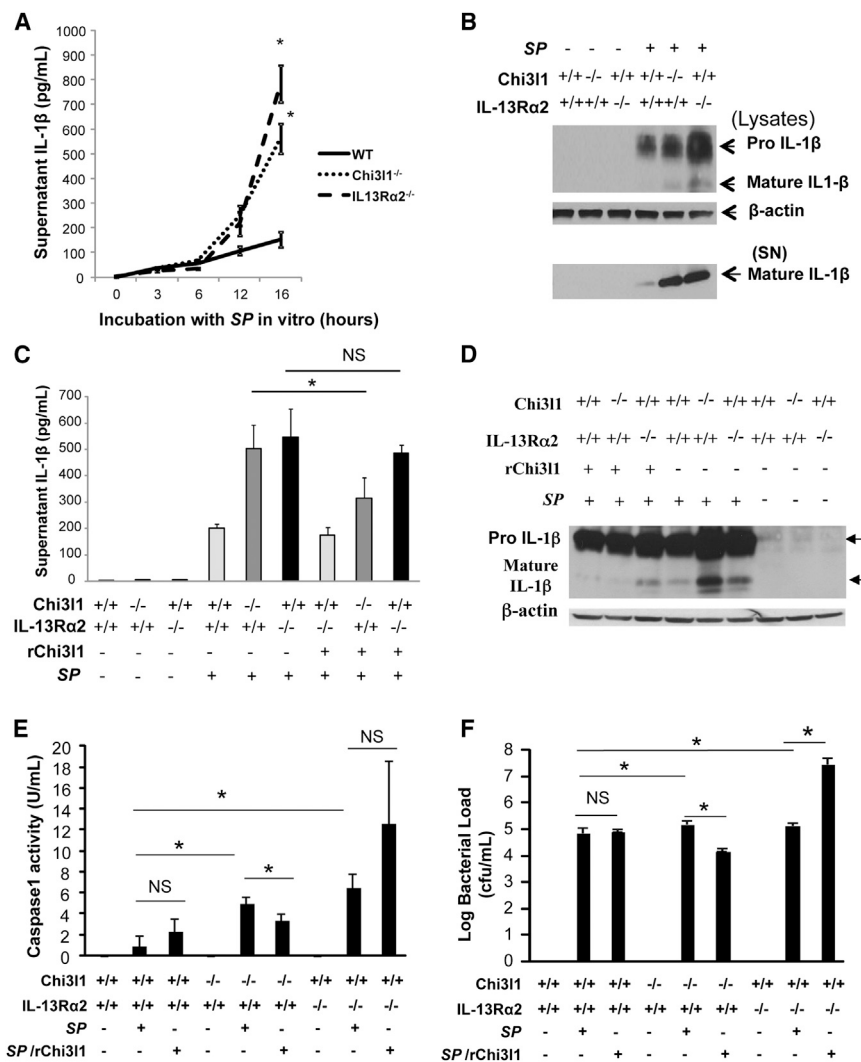 A
Supernatant IL-1β (pg/mL)
1000
900
800
700
600
500
400
300
200
100
0
*
*
WT
Chi3l1-/-
IL13Rα2-/-
0 3 6 12 16
Incubation with SP in vitro (hours)
B
SP - - - + + +
Chi3l1 +/+ -/- +/+ +/+ -/- +/+
IL-13Rα2 +/+ +/+ -/- +/+ +/+ -/-
(Lysates)
Pro IL-1β
Mature IL1-β
β-actin
(SN)
Mature IL-1β
C
Supernatant IL-1β (pg/mL)
700
600
500
400
300
200
100
0
NS
*
Chi3l1 +/+ -/- +/+ +/+ -/- +/+ +/+ -/- +/+
IL-13Rα2 +/+ +/+ -/- +/+ +/+ -/- -/- +/+ -/-
rChi3l1 - - - - - - + + +
SP - - - + + + + + +
D
Chi3l1 +/+ -/- +/+ +/+ -/- +/+ +/+ -/- +/+
IL-13Rα2 +/+ +/+ -/- +/+ +/+ -/- +/+ +/+ -/-
rChi3l1 + + + - - - - - -
SP + + + + + + - - -
Pro IL-1β
Mature
IL-1β
β-actin
E
Caspase1 activity (U/mL)
20
18
16
14
12
10
8
6
4
2
0
NS
*
*
*
NS
Chi3l1 +/+ +/+ +/+ -/- -/- -/- +/+ +/+ +/+
IL-13Rα2 +/+ +/+ +/+ +/+ +/+ +/+ -/- -/- -/-
SP - + - - + - - + -
SP/rChi3l1 - - + - - + - - +
F
Log Bacterial Load
(cfu/mL)
8
7
6
5
4
3
2
1
0
*
*
*
NS
*
Chi3l1 +/+ +/+ +/+ -/- -/- -/- +/+ +/+ +/+
IL-13Rα2 +/+ +/+ +/+ +/+ +/+ +/+ -/- -/- -/-
SP - + - - + - - + -
SP/rChi3l1 - - + - - + - - +